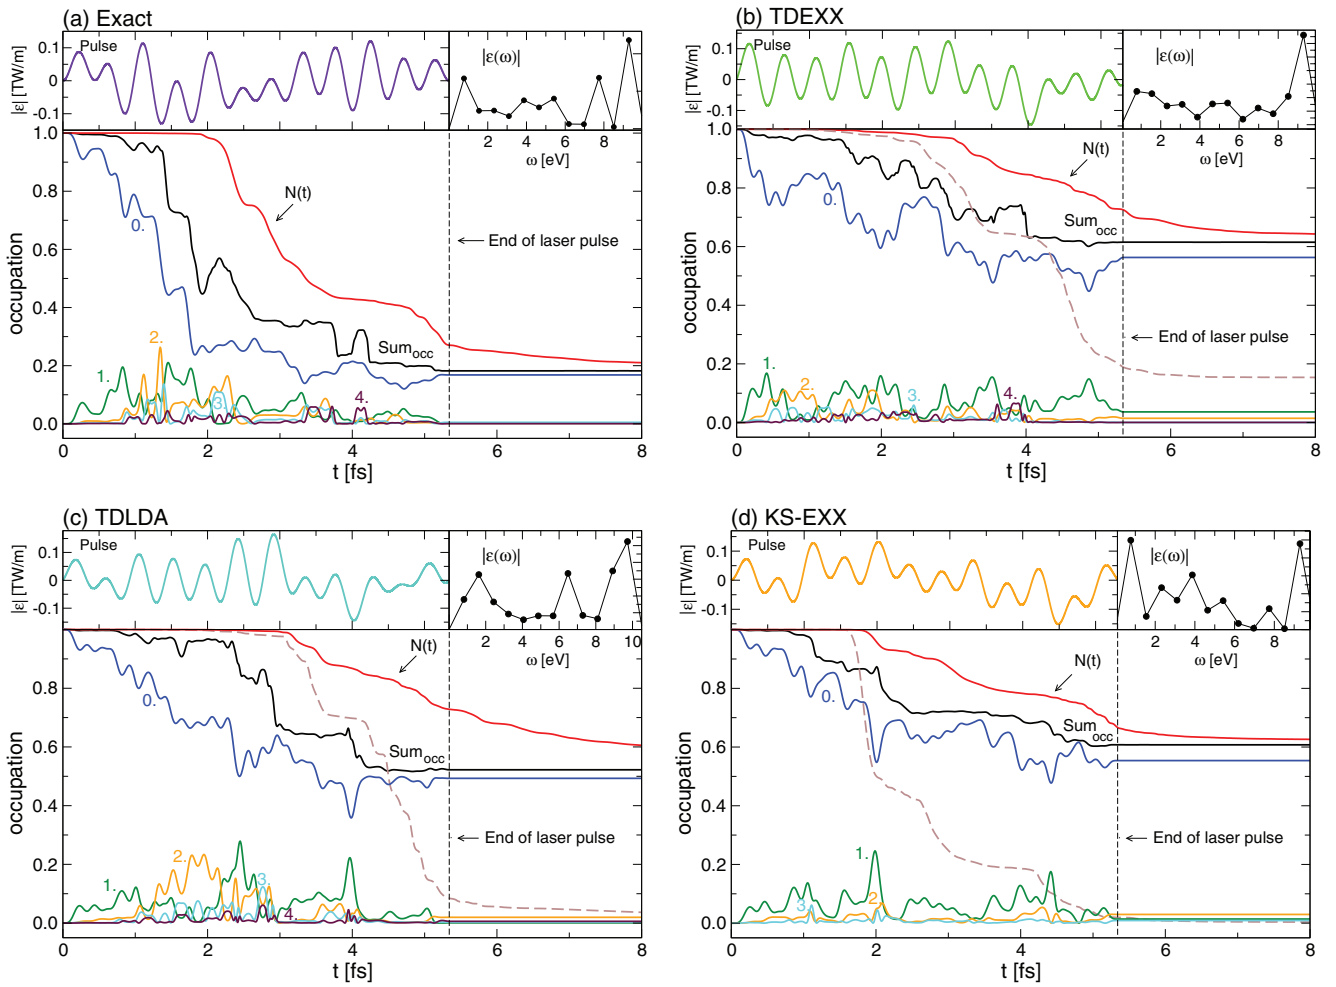 (a) Exact
Pulse
|ε(ω)|
|ε| [TW/m]
0.1
0
-0.1
2 4 6 8
ω [eV]
1.0
0.8
0.6
0.4
0.2
0.0
occupation
N(t)
0.
End of laser pulse
Sum_occ
2.
1.
3.
4.
0 2 4 6 8
t [fs]
(b) TDEXX
Pulse
|ε(ω)|
|ε| [TW/m]
0.1
0
-0.1
2 4 6 8
ω [eV]
1.0
0.8
0.6
0.4
0.2
0.0
occupation
N(t)
0.
Sum_occ
End of laser pulse
1.
2.
3.
4.
0 2 4 6 8
t [fs]
(c) TDLDA
Pulse
|ε(ω)|
|ε| [TW/m]
0.1
0
-0.1
2 4 6 8 10
ω [eV]
0.8
0.6
0.4
0.2
0.0
occupation
N(t)
0.
Sum_occ
End of laser pulse
2.
1.
3.
4.
0 2 4 6 8
t [fs]
(d) KS-EXX
Pulse
|ε(ω)|
|ε| [TW/m]
0.1
0
-0.1
2 4 6 8
ω [eV]
0.8
0.6
0.4
0.2
0.0
occupation
N(t)
0.
Sum_occ
End of laser pulse
1.
2.
3.
0 2 4 6 8
t [fs]